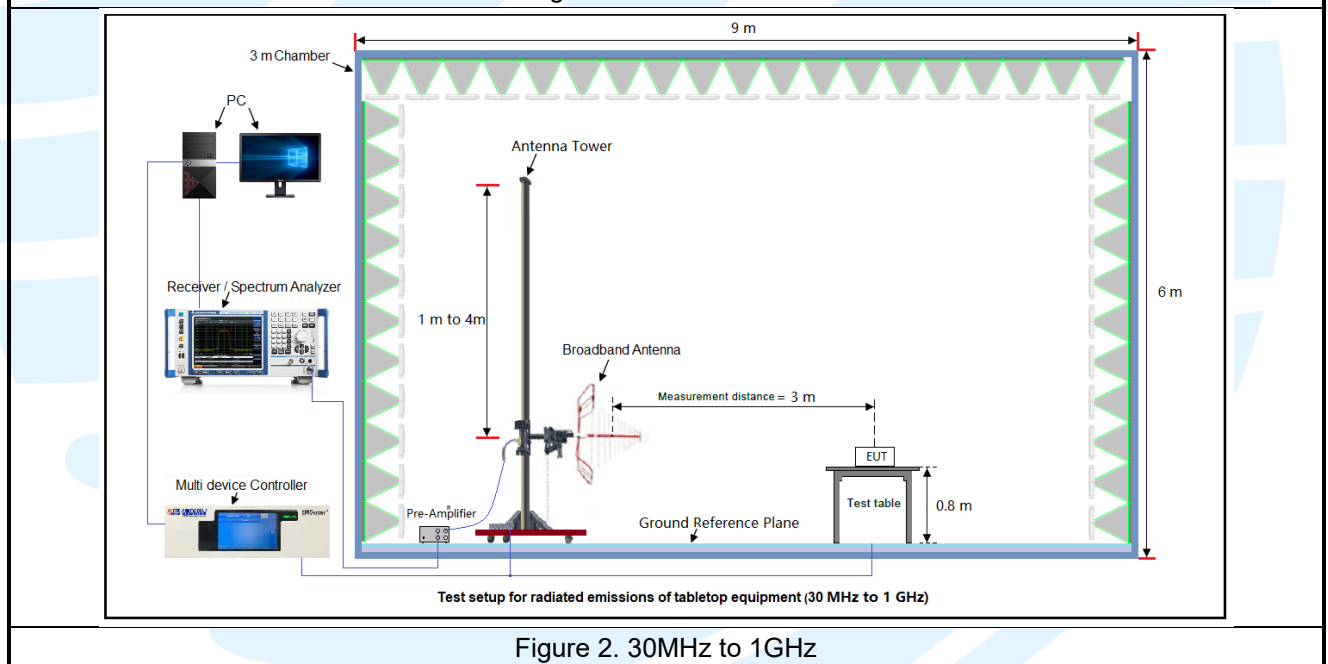 9 m
3 m Chamber
PC
Antenna Tower
Receiver / Spectrum Analyzer
1 m to 4m
6 m
Broadband Antenna
Measurement distance = 3 m
EUT
Multi device Controller
Test table
0.8 m
Pre-Amplifier
Ground Reference Plane
Test setup for radiated emissions of tabletop equipment (30 MHz to 1 GHz)
Figure 2. 30MHz to 1GHz